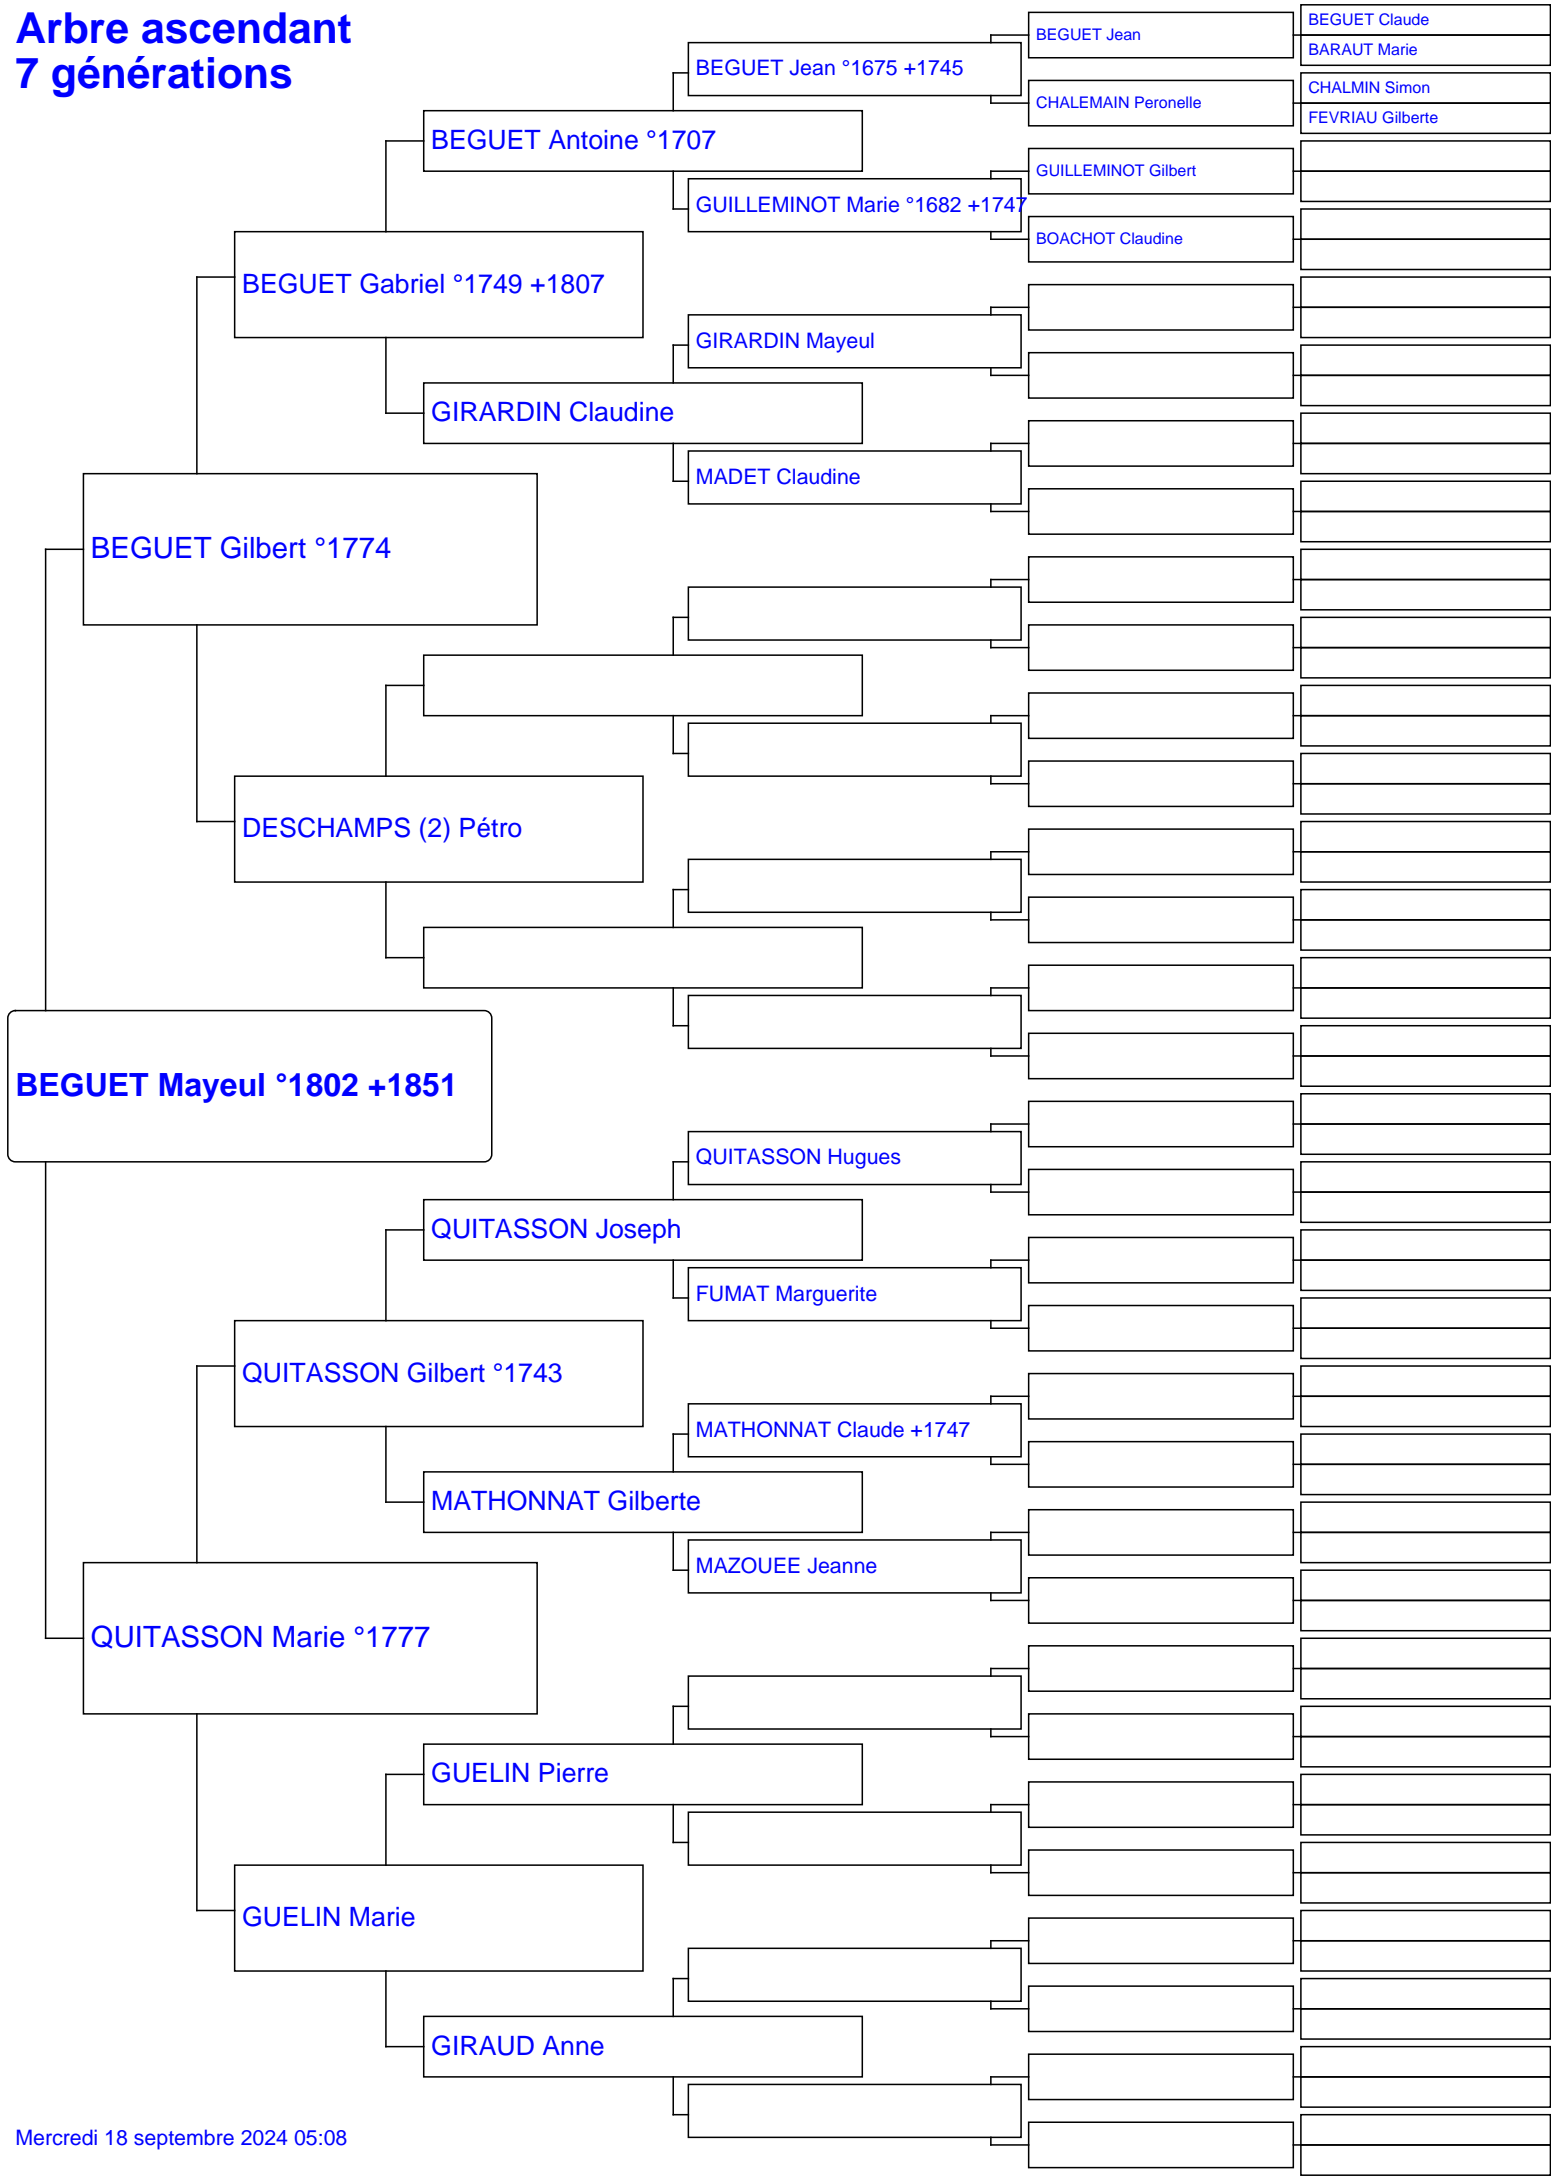 Arbre ascendant
7 générations
BEGUET Claude
BARAUT Marie
BEGUET Jean
BEGUET Jean °1675 +1745
CHALMIN Simon
CHALEMAIN Peronelle
FEVRIAU Gilberte
BEGUET Antoine °1707
GUILLEMINOT Gilbert
GUILLEMINOT Marie °1682 +1747
BOACHOT Claudine
BEGUET Gabriel °1749 +1807
GIRARDIN Mayeul
GIRARDIN Claudine
MADET Claudine
BEGUET Gilbert °1774
DESCHAMPS (2) Pétro
BEGUET Mayeul °1802 +1851
QUITASSON Hugues
QUITASSON Joseph
FUMAT Marguerite
QUITASSON Gilbert °1743
MATHONNAT Claude +1747
MATHONNAT Gilberte
MAZOUEE Jeanne
QUITASSON Marie °1777
GUELIN Pierre
GUELIN Marie
GIRAUD Anne
Mercredi 18 septembre 2024 05:08